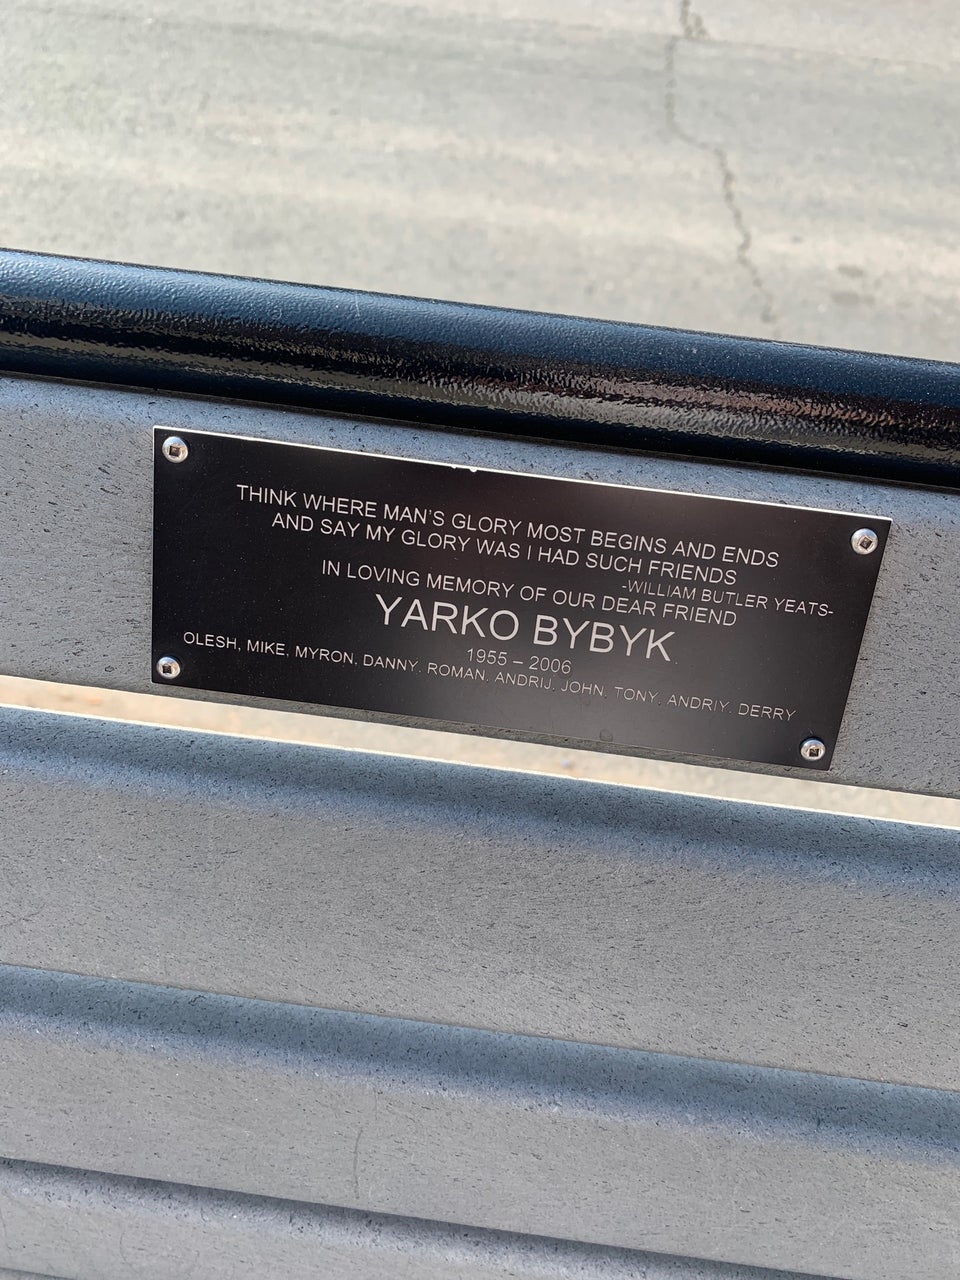 THINK WHERE MAN'S GLORY MOST BEGINS AND ENDS
AND SAY MY GLORY WAS I HAD SUCH FRIENDS
-WILLIAM BUTLER YEATS-
IN LOVING MEMORY OF OUR DEAR FRIEND
YARKO BYBYK
1955 – 2006
OLESH, MIKE, MYRON, DANNY, ROMAN, ANDRIJ, JOHN, TONY, ANDRIY, DERRY